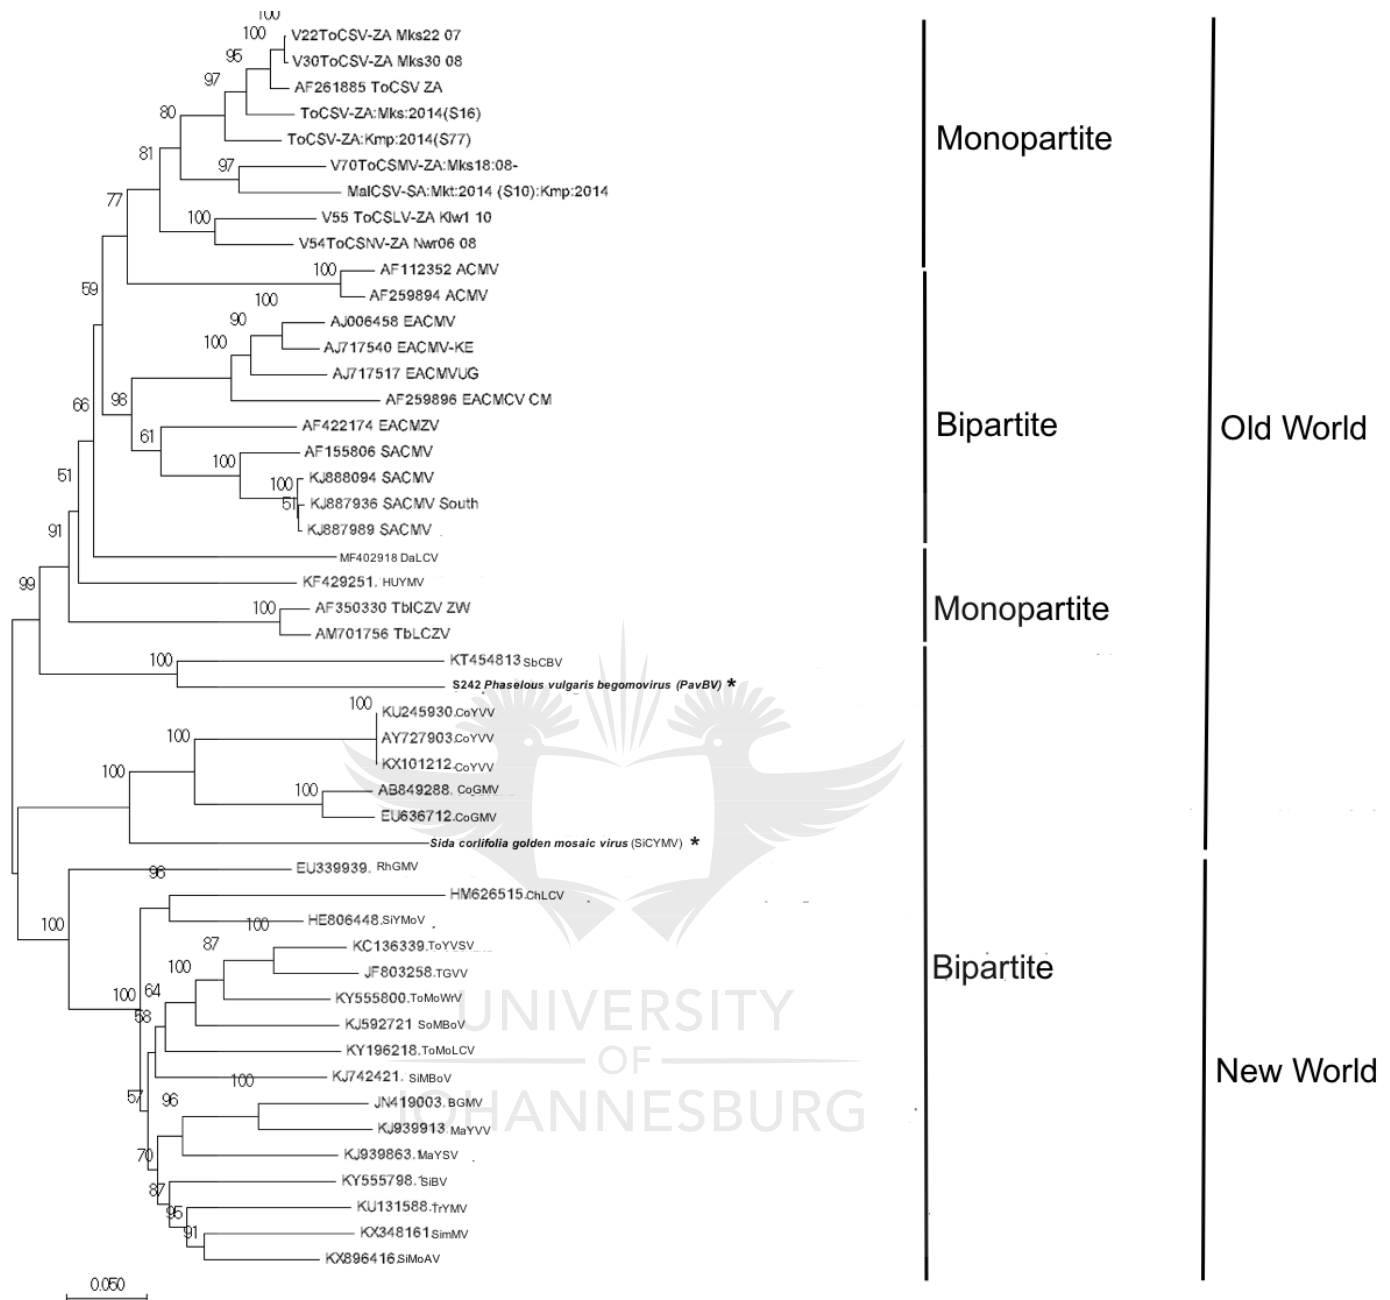 100
100
V22ToCSV-ZA Mks22 07
95
V30ToCSV-ZA Mks30 08
97
AF261885 ToCSV ZA
80
ToCSV-ZA:Mks:2014(S16)
ToCSV-ZA:Kmp:2014(S77)
Monopartite
81
97
V70ToCSMV-ZA:Mks18:08-
MalCSV-SA:Mkt:2014 (S10):Kmp:2014
77
100
V55 ToCSLV-ZA Klw1 10
V54ToCSNV-ZA Nwr06 08
100
AF112352 ACMV
59
100
AF259894 ACMV
90
AJ006458 EACMV
100
AJ717540 EACMV-KE
AJ717517 EACMVUG
66
98
AF259896 EACMCV CM
61
AF422174 EACMZV
Bipartite
Old World
100
AF155806 SACMV
51
100
KJ888094 SACMV
51
KJ887936 SACMV South
91
KJ887989 SACMV
MF402918 DaLCV
99
KF429251. HUYMV
100
AF350330 TbICZV ZW
Monopartite
AM701756 TbLCZV
100
KT454813 SbCBV
S242 Phaselous vulgaris begomovirus (PavBV) *
100
KU245930.CoYVV
100
AY727903.CoYVV
100
KX101212.CoYVV
100
AB849288. CoGMV
EU636712.CoGMV
Sida corlifolia golden mosaic virus (SiCYMV) *
EU339939. RhGMV
96
HM626515.ChLCV
100
100
HE806448.SiYMoV
87
KC136339.ToYVSV
100
JF803258.TGVV
Bipartite
100
64
KY555800.ToMoWrV
58
KJ592721 SoMBoV
UNIVERSITY
KY196218.ToMoLCV
OF
100
KJ742421. SiMBoV
New World
57
96
JN419003.BGMV
JOHANNESBURG
KJ939913.MaYVV
70
KJ939863.MaYSV
87
KY555798.SiBV
95
KU131588.TrYMV
91
KX348161.SimMV
KX896416.SiMoAV
0.050